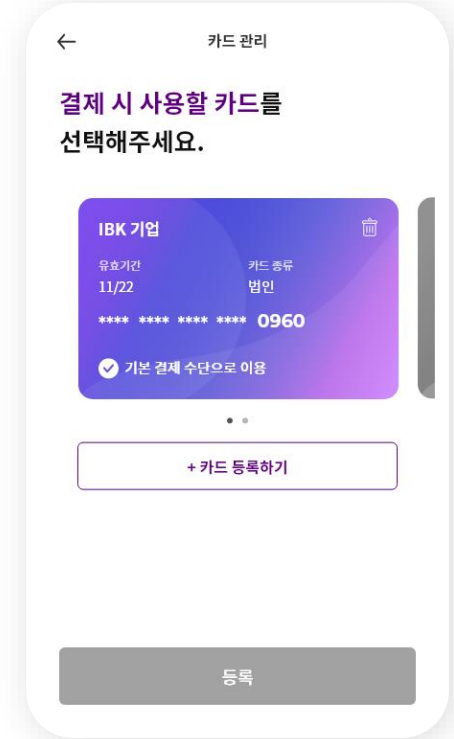 카드 관리
결제 시 사용할 카드를
선택해주세요.
IBK 기업
유효기간 카드 종류
11/22 법인
**** **** **** **** 0960
기본 결제 수단으로 이용
+ 카드 등록하기
등록